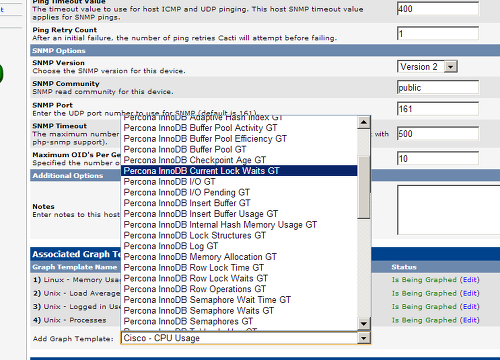 Ping Timeout Value
The timeout value to use for host ICMP and UDP pinging. This host SNMP timeout value
applies for SNMP pings.
400
Ping Retry Count
After an initial failure, the number of ping retries Cacti will attempt before failing.
1
SNMP Options
SNMP Version
Choose the SNMP version for this device.
Version 2
SNMP Community
SNMP read community for this device.
public
SNMP Port
Enter the UDP port number to use for SNMP (default is 161).
161
SNMP Timeout
The maximum number
with
php-snmp support).
500
Maximum OID's Per Ge
Specified the number o
10
Additional Options
Notes
Enter notes to this host
Percona InnoDB Adaptive Hash Index GT
Percona InnoDB Buffer Pool Activity GT
Percona InnoDB Buffer Pool Efficiency GT
Percona InnoDB Buffer Pool GT
Percona InnoDB Checkpoint Age GT
Percona InnoDB Current Lock Waits GT
Percona InnoDB I/O GT
Percona InnoDB I/O Pending GT
Percona InnoDB Insert Buffer GT
Percona InnoDB Insert Buffer Usage GT
Percona InnoDB Internal Hash Memory Usage GT
Percona InnoDB Lock Structures GT
Percona InnoDB Log GT
Percona InnoDB Memory Allocation GT
Percona InnoDB Row Lock Time GT
Percona InnoDB Row Lock Waits GT
Percona InnoDB Row Operations GT
Percona InnoDB Semaphore Wait Time GT
Percona InnoDB Semaphore Waits GT
Percona InnoDB Semaphores GT
Associated Graph Te
Graph Template Name
Status
1) Linux - Memory Usa
Is Being Graphed (Edit)
2) Unix - Load Average
Is Being Graphed (Edit)
3) Unix - Logged in Use
Is Being Graphed (Edit)
4) Unix - Processes
Is Being Graphed (Edit)
Add Graph Template:
Cisco - CPU Usage